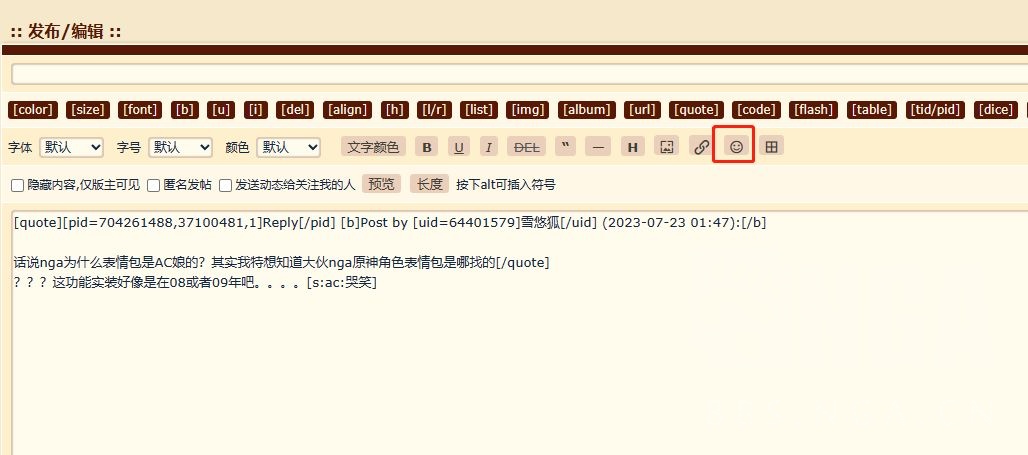 :: 发布/编辑 ::
[color] [size] [font] [b] [u] [i] [del] [align] [h] [l/r] [list] [img] [album] [url] [quote] [code] [flash] [table] [tid/pid] [dice]
字体 默认 字号 默认 颜色 默认 文字颜色 B U I DEL “ — H
隐藏内容,仅版主可见 匿名发帖 发送动态给关注我的人 预览 长度 按下alt可插入符号
[quote][pid=704261488,37100481,1]Reply[/pid] [b]Post by [uid=64401579]雪悠狐[/uid] (2023-07-23 01:47):[/b]
话说nga为什么表情包是AC娘的？其实我特想知道大伙nga原神角色表情包是哪找的[/quote]
？？？这功能实装好像是在08或者09年吧。。。。[s:ac:哭笑]